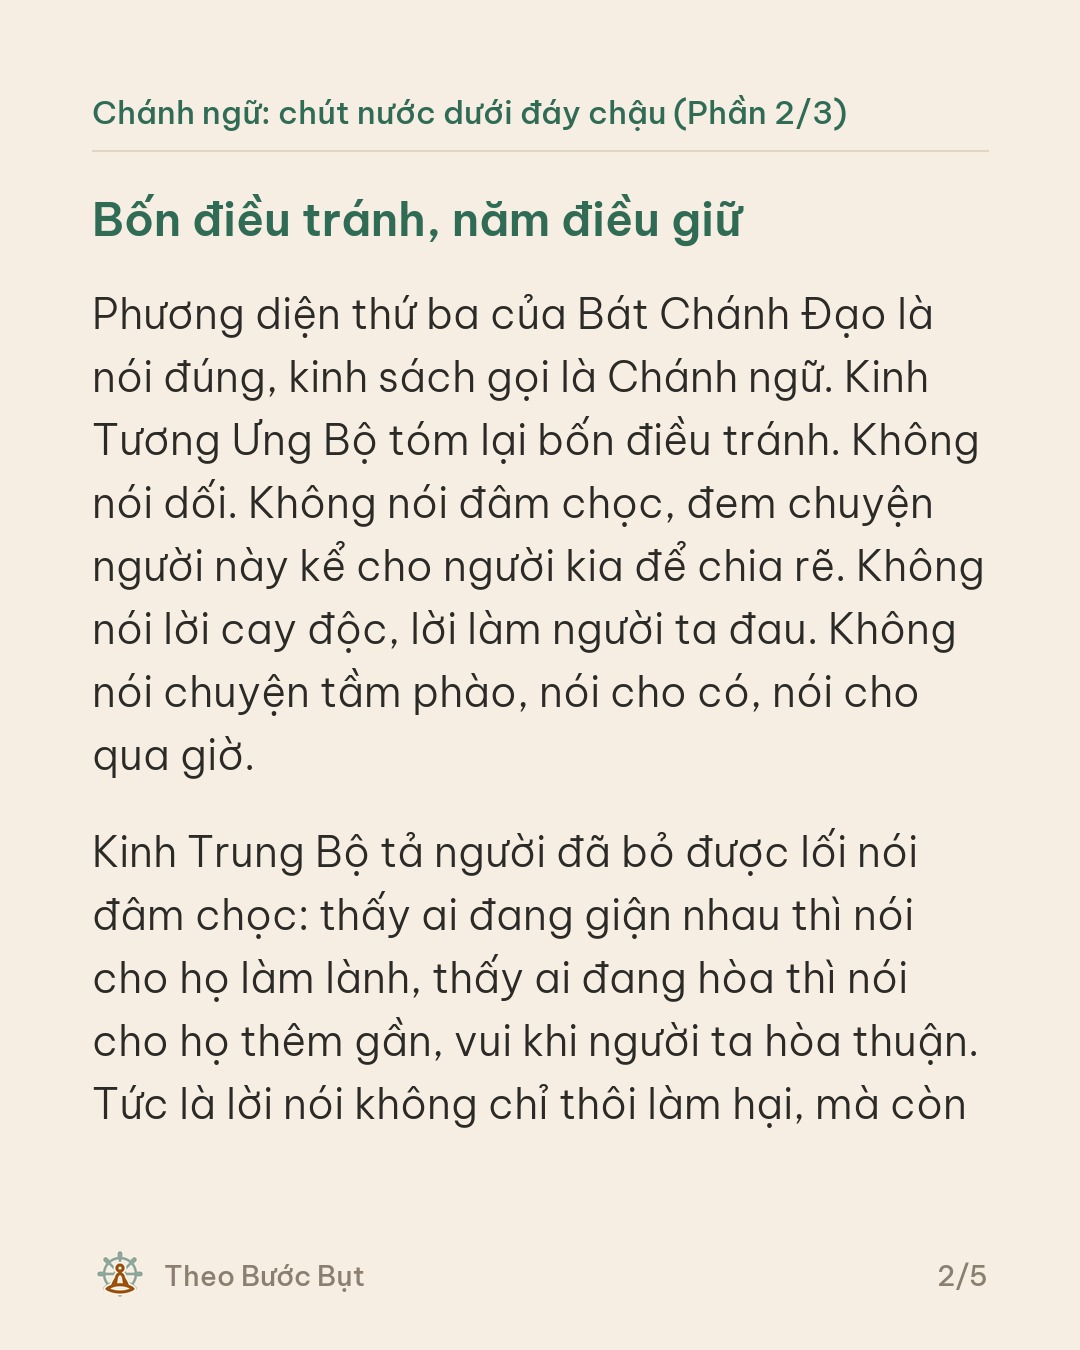 Chánh ngữ: chút nước dưới đáy chậu (Phần 2/3)
Bốn điều tránh, năm điều giữ
Phương diện thứ ba của Bát Chánh Đạo là
nói đúng, kinh sách gọi là Chánh ngữ. Kinh
Tương Ưng Bộ tóm lại bốn điều tránh. Không
nói dối. Không nói đâm chọc, đem chuyện
người này kể cho người kia để chia rẽ. Không
nói lời cay độc, lời làm người ta đau. Không
nói chuyện tầm phào, nói cho có, nói cho
qua giờ.
Kinh Trung Bộ tả người đã bỏ được lối nói
đâm chọc: thấy ai đang giận nhau thì nói
cho họ làm lành, thấy ai đang hòa thì nói
cho họ thêm gần, vui khi người ta hòa thuận.
Tức là lời nói không chỉ thôi làm hại, mà còn
Theo Bước Bụt
2/5